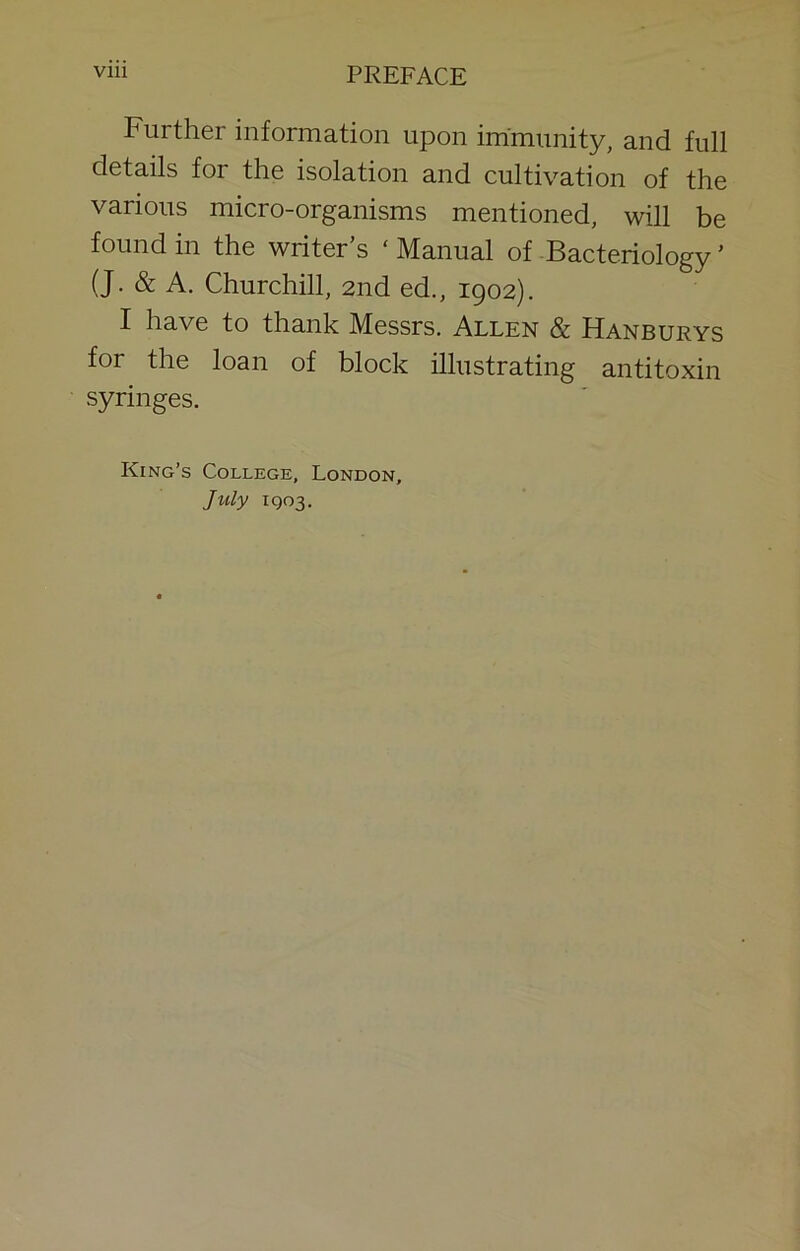 viii PREFACE
Further information upon immunity, and full
details for the isolation and cultivation of the
various micro-organisms mentioned, will be
found in the writer's ‘Manual of Bacteriology’
(J. & A. Churchill, 2nd ed., 1902).
I have to thank Messrs. Allen & Hanburys
for the loan of block illustrating antitoxin
syringes.
King's College, London,
July 1903.